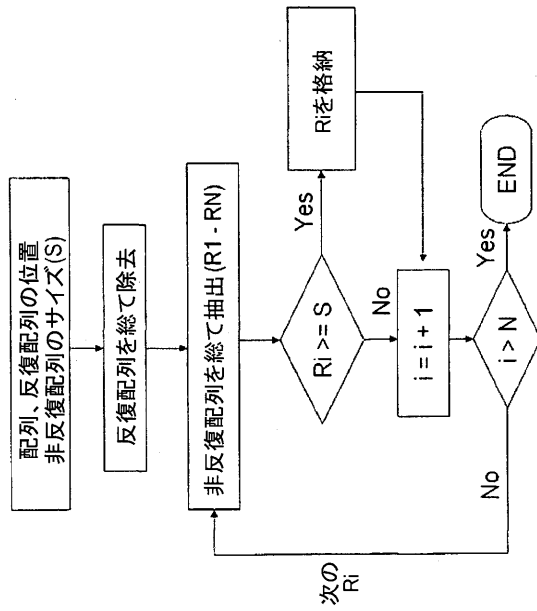 配列、反復配列の位置
非反復配列のサイズ(S)
反復配列を総て除去
非反復配列を総て抽出(R1 - RN)
Ri >= S
Yes
Riを格納
No
i = i + 1
i > N
Yes
END
No
次の
Ri